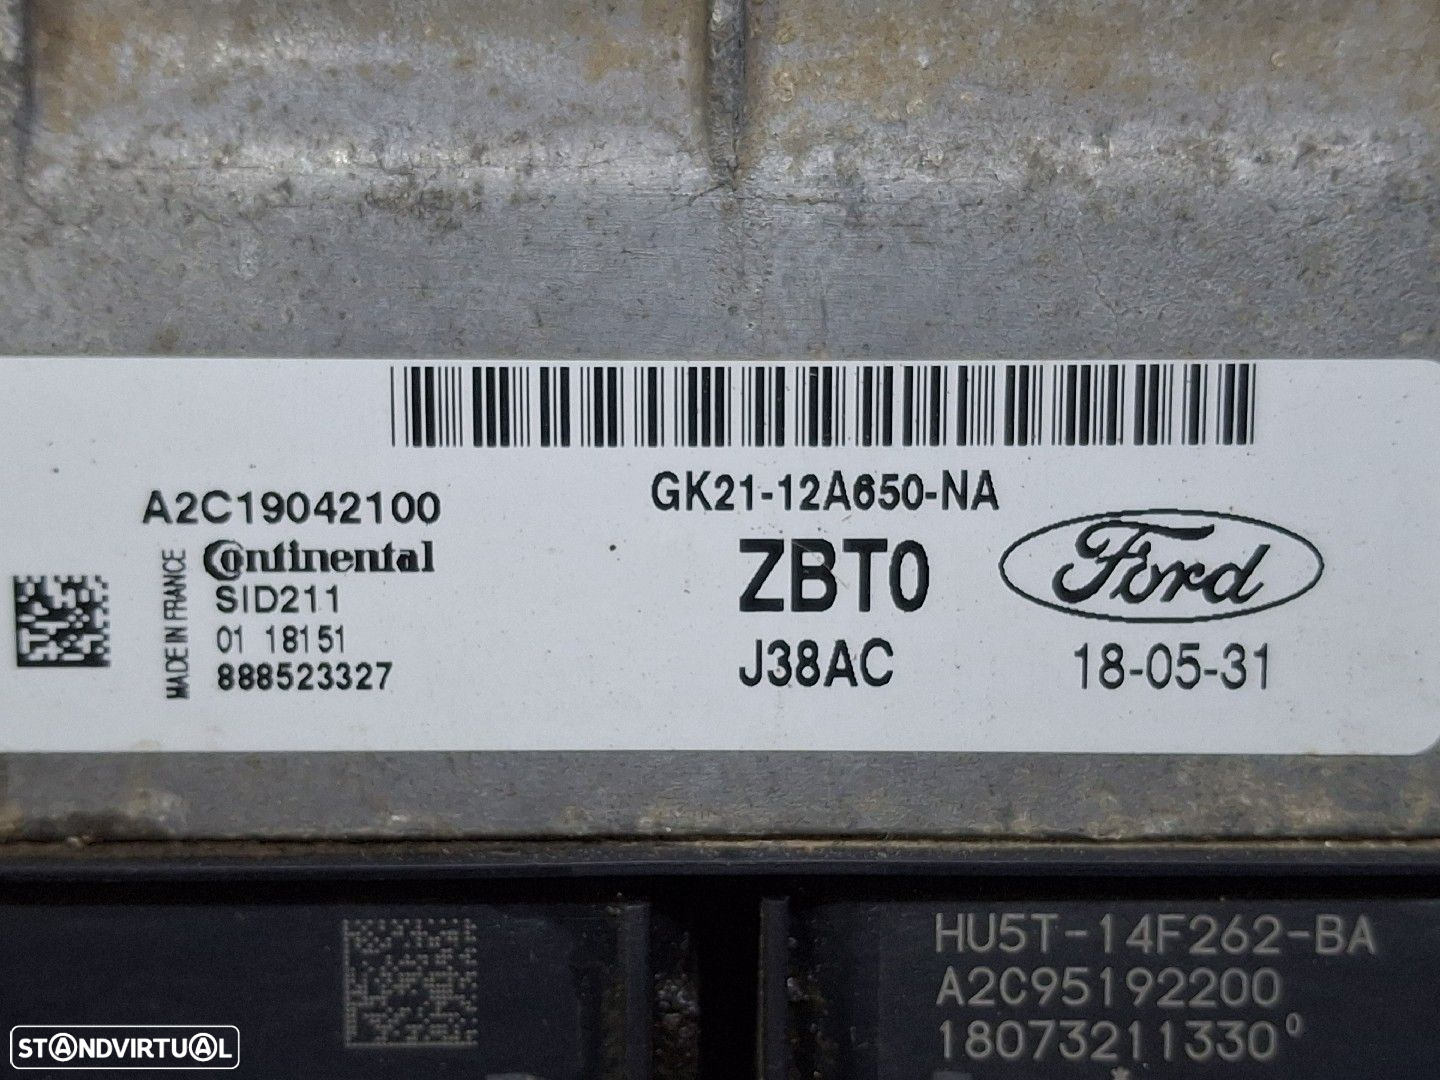 GK21-12A650-NA
A2C19042100
Continental
SID211
01 18151
888523327
MADE IN FRANCE
ZBT0
J38AC
Ford
18-05-31
HU5T-14F262-BA
A2C95192200
18073211330⁰
STANDVIRTUAL